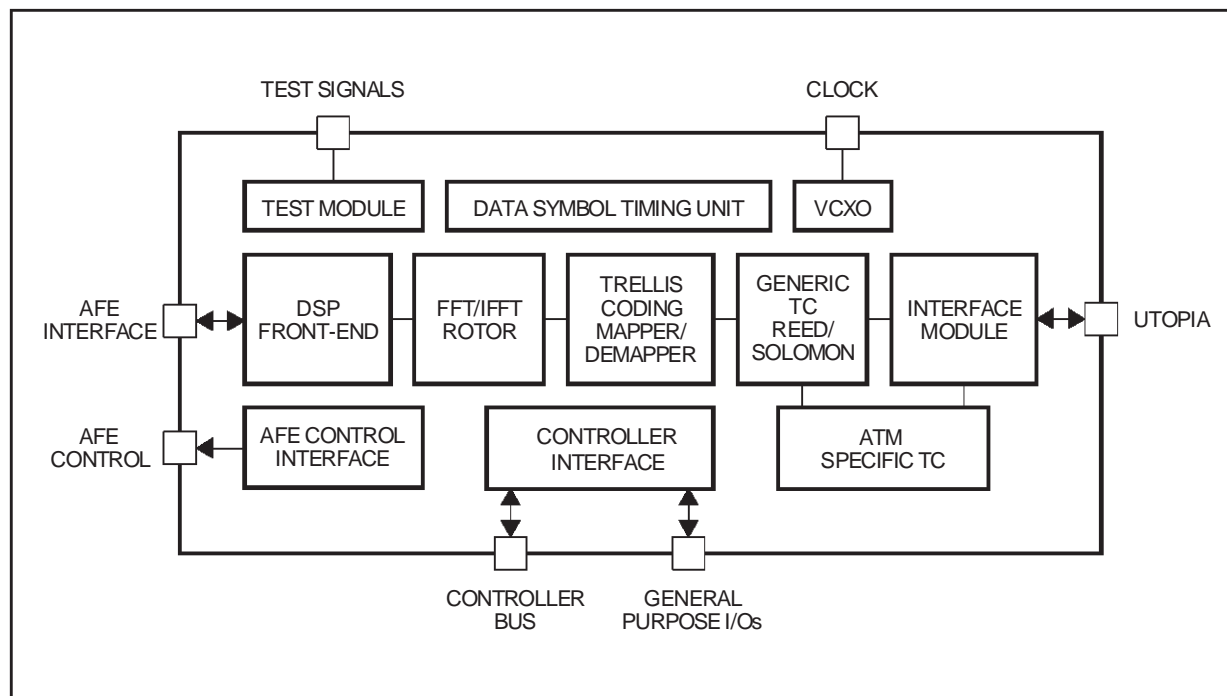 TEST SIGNALS
CLOCK
TEST MODULE
DATA SYMBOL TIMING UNIT
VCXO
AFE
INTERFACE
DSP
FRONT-END
FFT/IFFT
ROTOR
TRELLIS
CODING
MAPPER/
DEMAPPER
GENERIC
TC
REED/
SOLOMON
INTERFACE
MODULE
UTOPIA
AFE
CONTROL
AFE CONTROL
INTERFACE
CONTROLLER
INTERFACE
ATM
SPECIFIC TC
CONTROLLER
BUS
GENERAL
PURPOSE I/Os